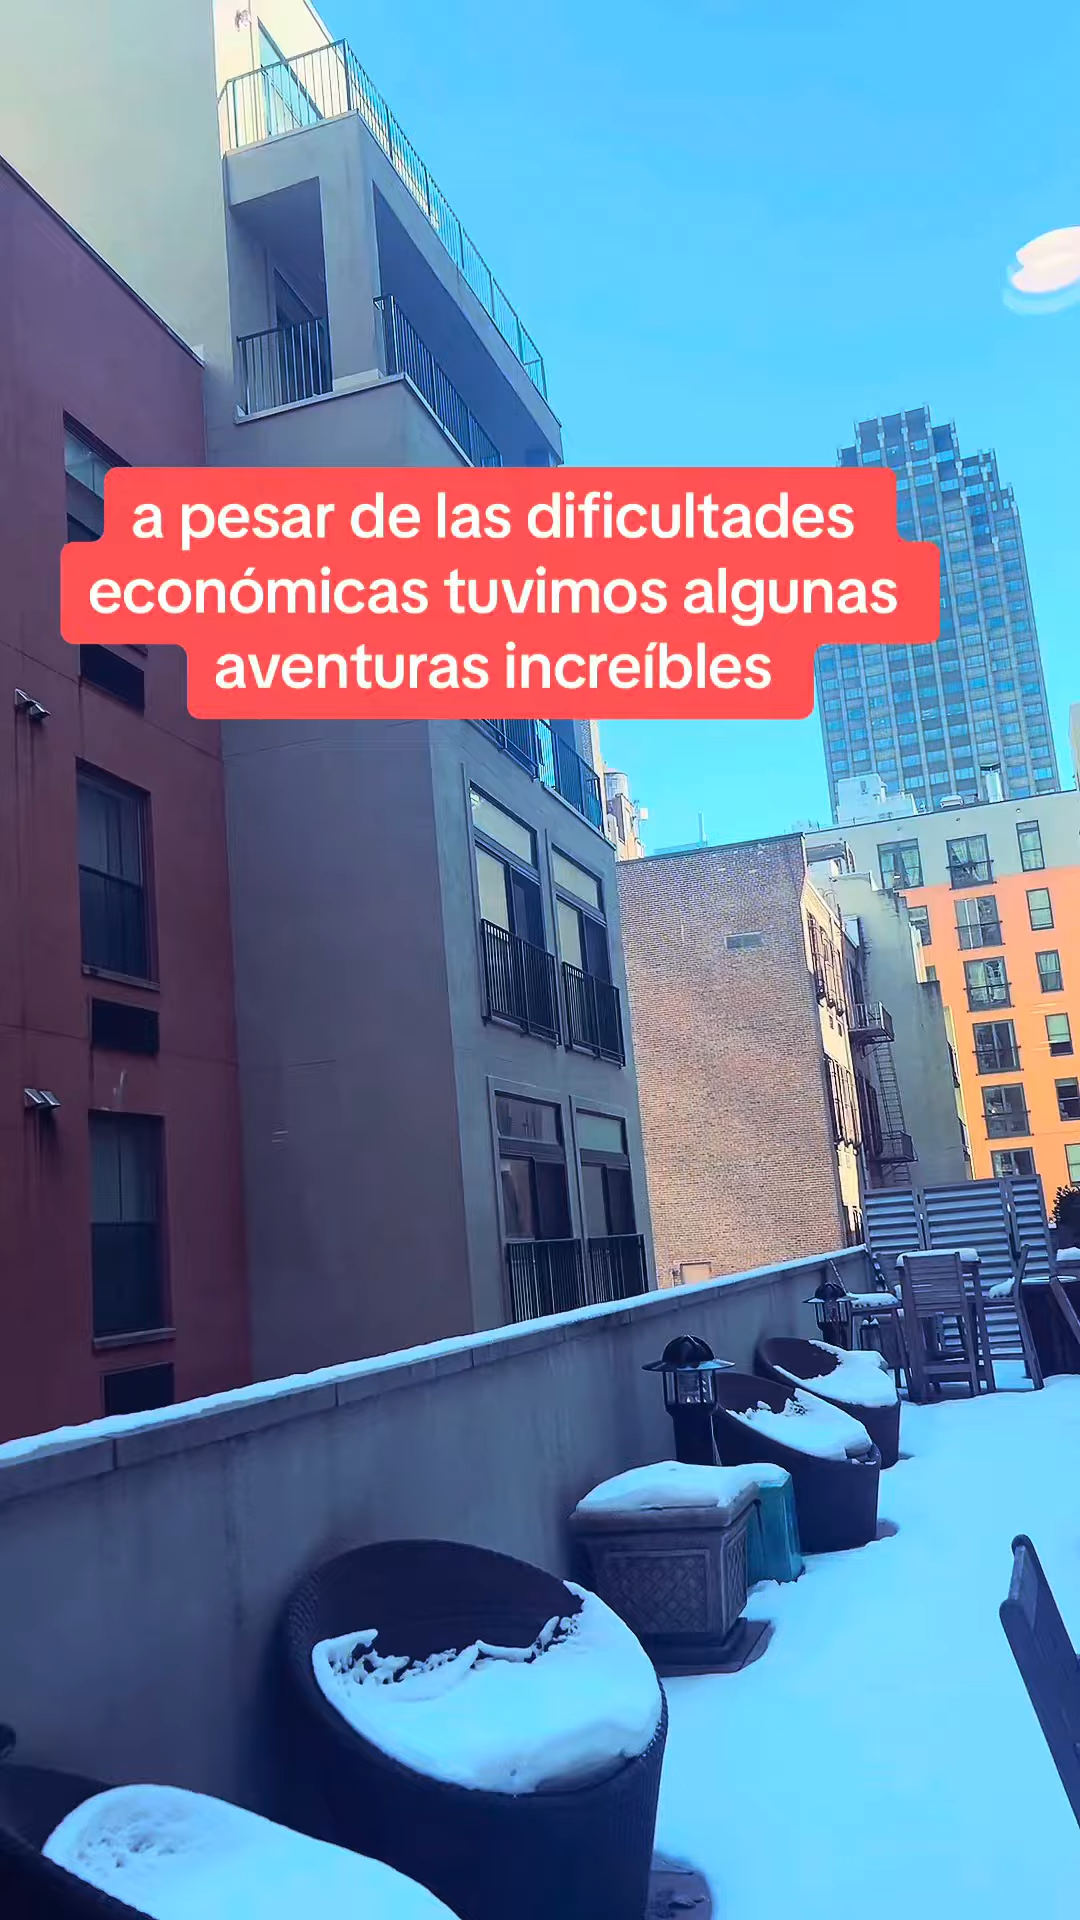 a pesar de las dificultades
económicas tuvimos algunas
aventuras increíbles